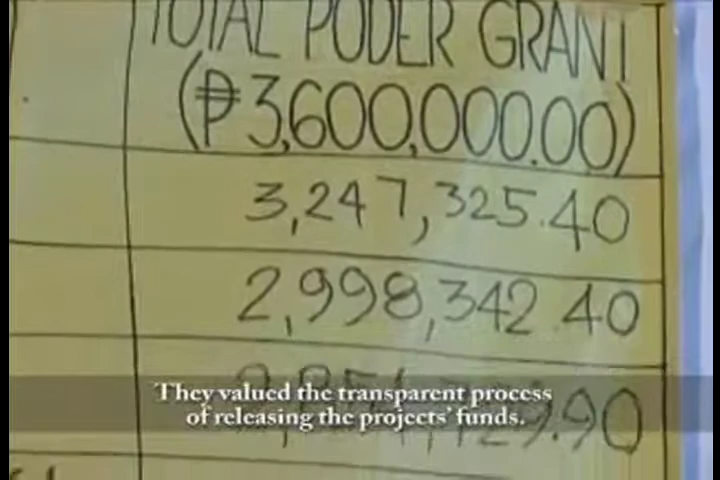 TOTAL PODER GRANT
(₱3,600,000.00)
3,247,325.40
2,998,342.40
They valued the transparent process
of releasing the projects' funds.